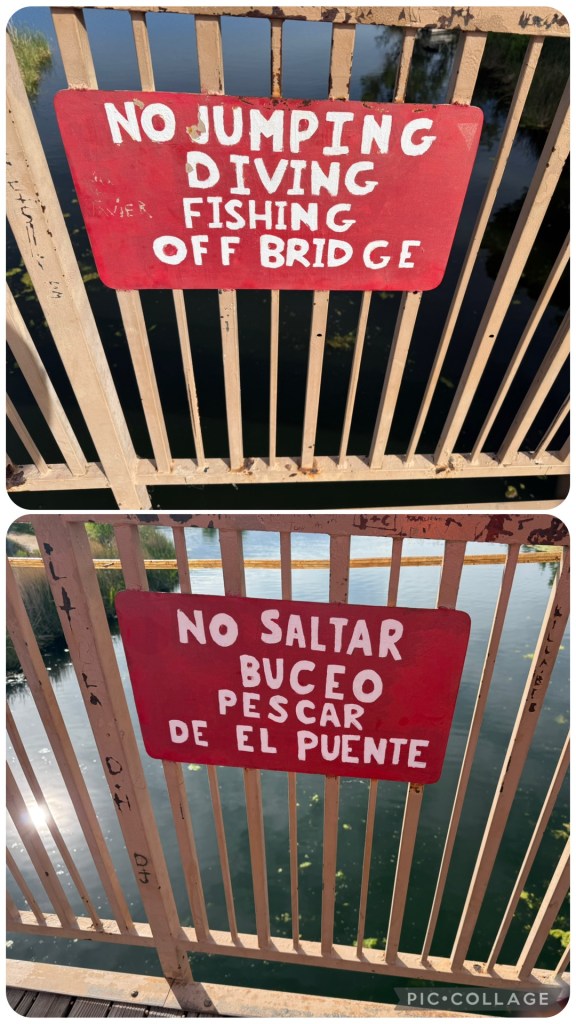 NO JUMPING
DIVING
FISHING
OFF BRIDGE
NO SALTAR
BUCEO
PESCAR
DE EL PUENTE
PIC•COLLAGE